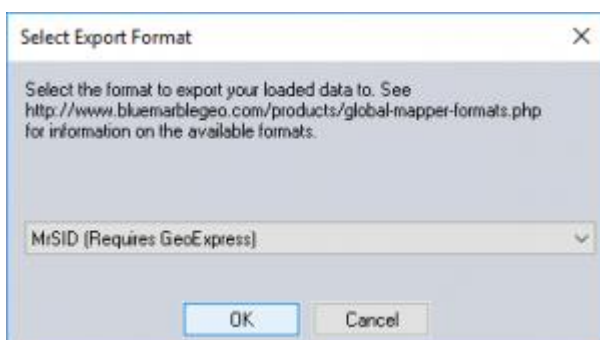 Select Export Format
Select the format to export your loaded data to. See
http://www.bluemarblegeo.com/products/global-mapper-formats.php
for information on the available formats.
MrSID (Requires GeoExpress)
OK
Cancel